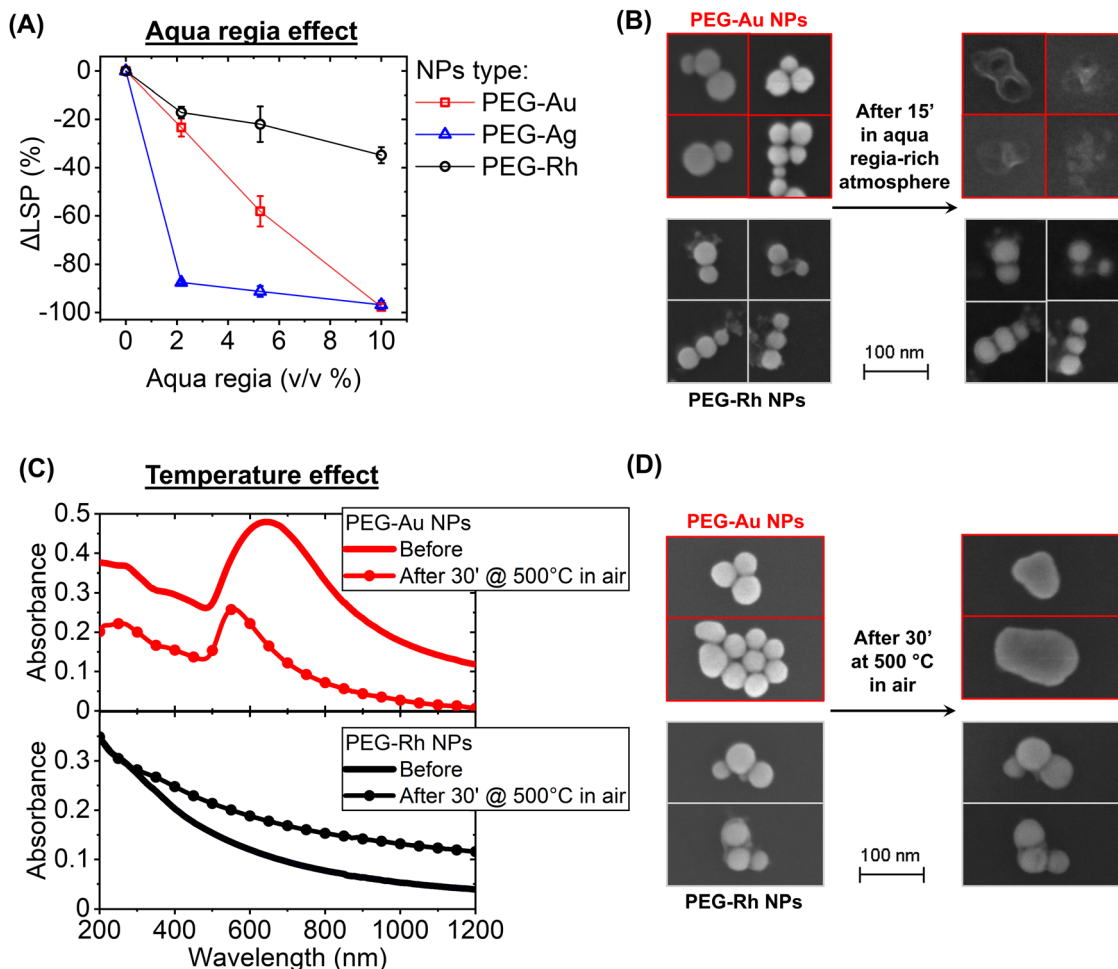 (A)
Aqua regia effect
NPs type:
PEG-Au
PEG-Ag
PEG-Rh
0
-20
-40
-60
-80
-100
ΔLSP (%)
0 2 4 6 8 10
Aqua regia (v/v %)
(B)
PEG-Au NPs
After 15'
in aqua
regia-rich
atmosphere
100 nm
PEG-Rh NPs
(C)
Temperature effect
PEG-Au NPs
Before
After 30' @ 500°C in air
0.5
0.4
0.3
0.2
0.1
0
Absorbance
PEG-Rh NPs
Before
After 30' @ 500°C in air
0.3
0.2
0.1
0
Absorbance
200 400 600 800 1000 1200
Wavelength (nm)
(D)
PEG-Au NPs
After 30'
at 500 °C
in air
100 nm
PEG-Rh NPs